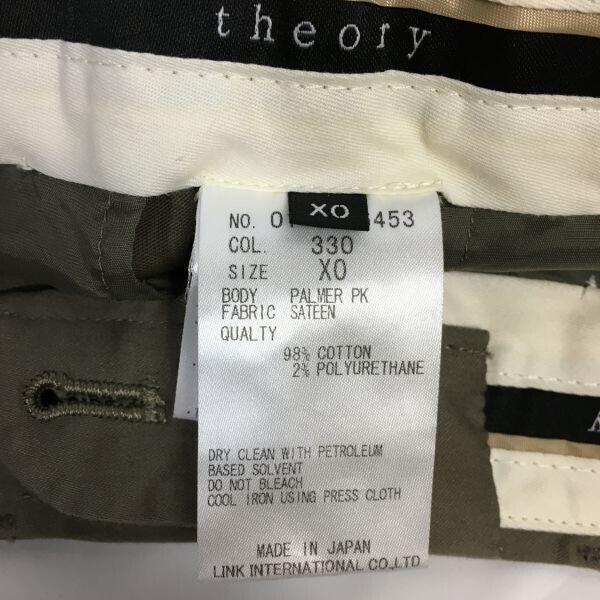 theory
XO
NO. 0 453
COL. 330
SIZE XO
BODY PALMER PK
FABRIC SATEEN
QUALTY
98% COTTON
2% POLYURETHANE
DRY CLEAN WITH PETROLEUM
BASED SOLVENT
DO NOT BLEACH
COOL IRON USING PRESS CLOTH
MADE IN JAPAN
LINK INTERNATIONAL CO.,LTD